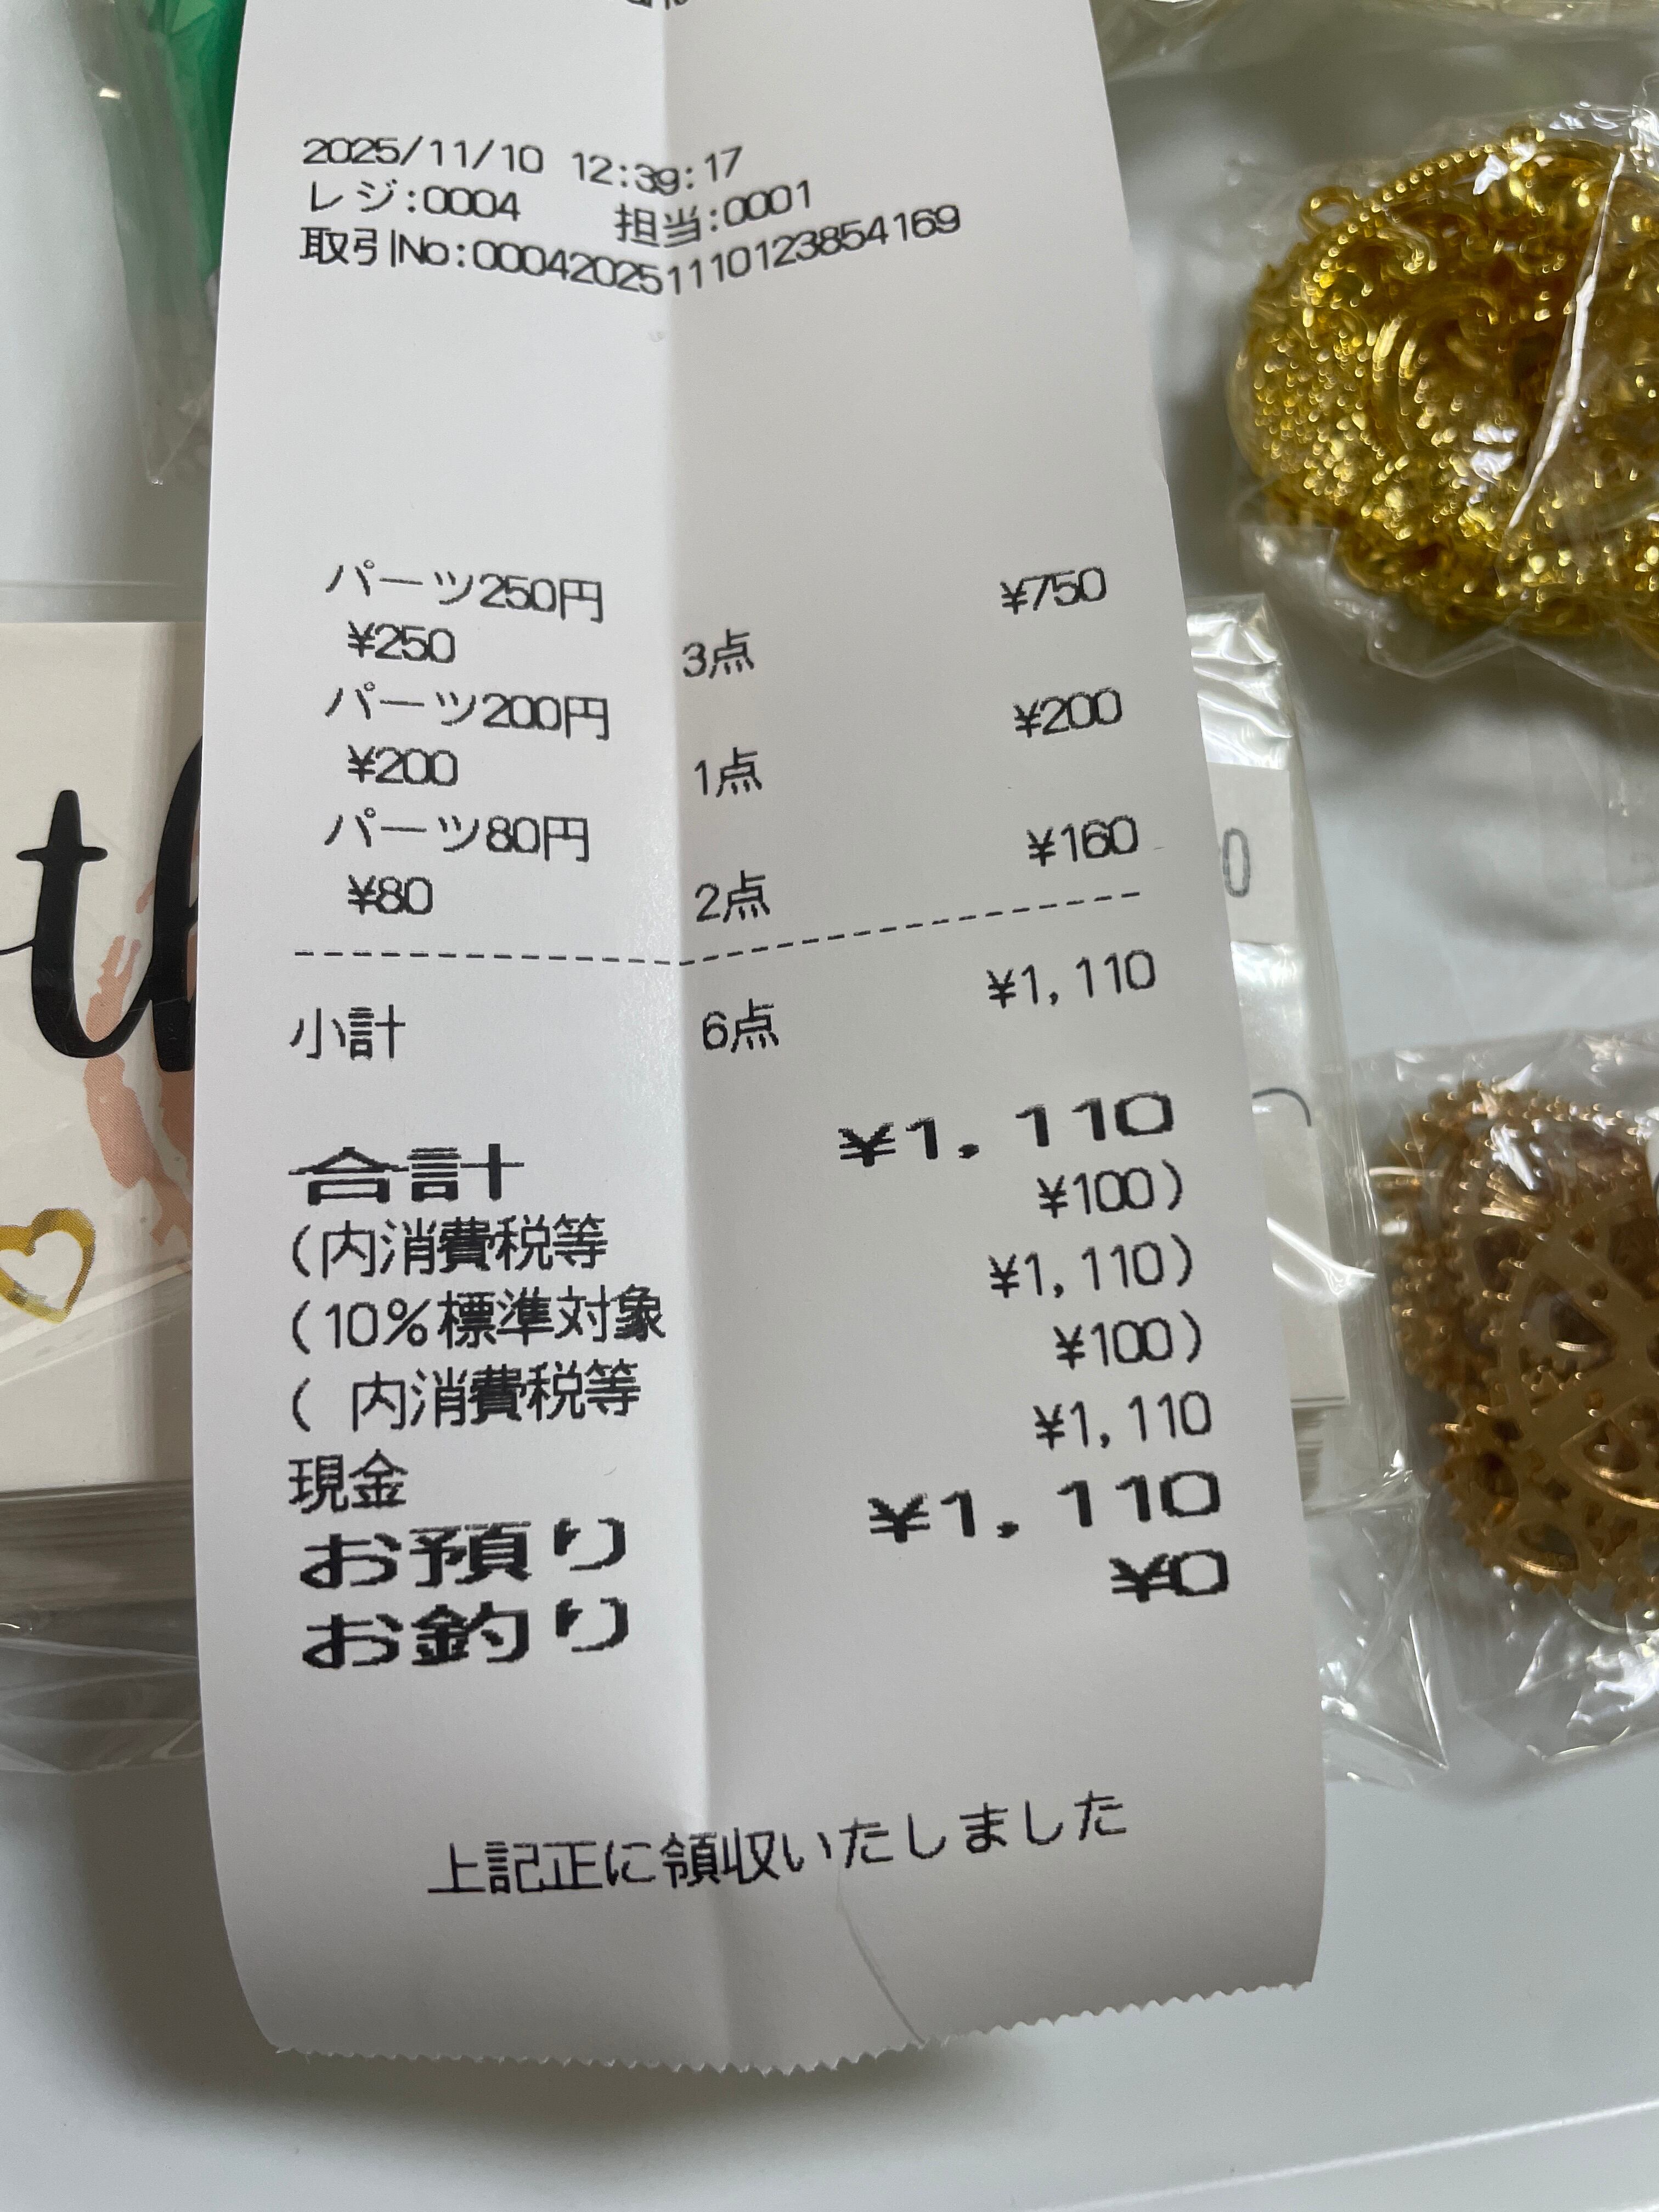 2025/11/10 12:39:17
レジ:0004 担当:0001
取引No:00042025111012385​4169
パーツ250円 ¥750
¥250 3点
パーツ200円 ¥200
¥200 1点
パーツ80円 ¥160
¥80 2点
小計 6点 ¥1,110
合計 ¥1,110
(内消費税等 ¥100)
(10%標準対象 ¥1,110)
( 内消費税等 ¥100)
現金 ¥1,110
お預り ¥1,110
お釣り ¥0
上記正に領収いたしました